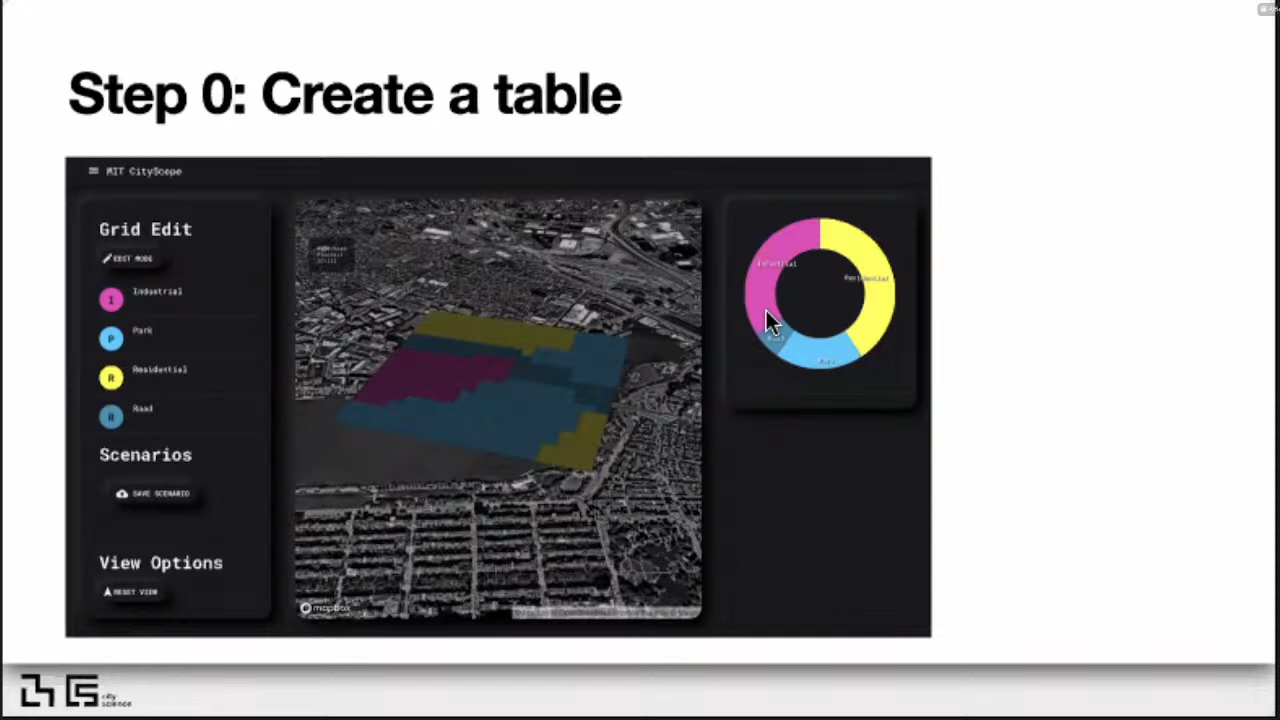 Step 0: Create a table
MIT CityScope
Grid Edit
EDIT MODE
I Industrial
P Park
R Residential
R Road
Scenarios
SAVE SCENARIO
View Options
RESET VIEW
mapbox
Industrial
Residential
Road
Park
city
science